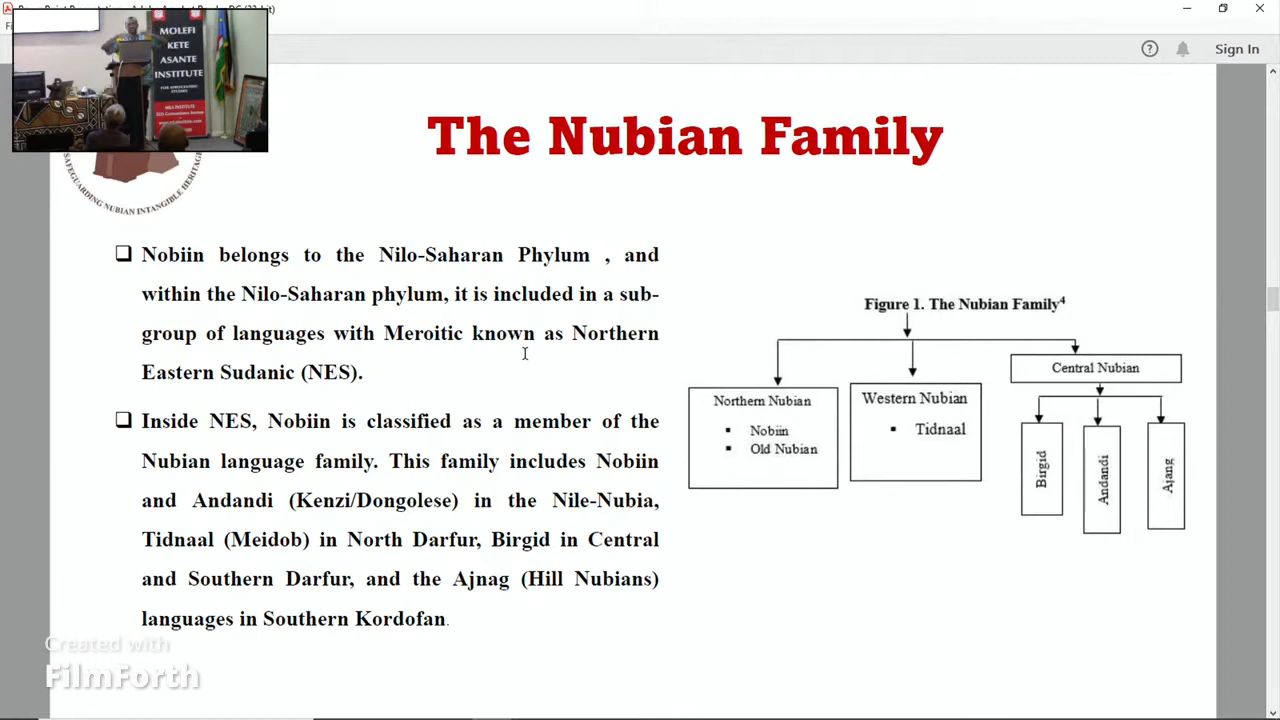 Sign In
MOLEFI
KETE
ASANTE
INSTITUTE
SAFEGUARDING NUBIAN INTANGIBLE HERITAGE
The Nubian Family
❑ Nobiin belongs to the Nilo-Saharan Phylum , and
within the Nilo-Saharan phylum, it is included in a sub-
group of languages with Meroitic known as Northern
Eastern Sudanic (NES).
❑ Inside NES, Nobiin is classified as a member of the
Nubian language family. This family includes Nobiin
and Andandi (Kenzi/Dongolese) in the Nile-Nubia,
Tidnaal (Meidob) in North Darfur, Birgid in Central
and Southern Darfur, and the Ajnag (Hill Nubians)
languages in Southern Kordofan.
Figure 1. The Nubian Family⁴
Northern Nubian
▪ Nobiin
▪ Old Nubian
Western Nubian
▪ Tidnaal
Central Nubian
Birgid
Andandi
Ajang
Created with
FilmForth